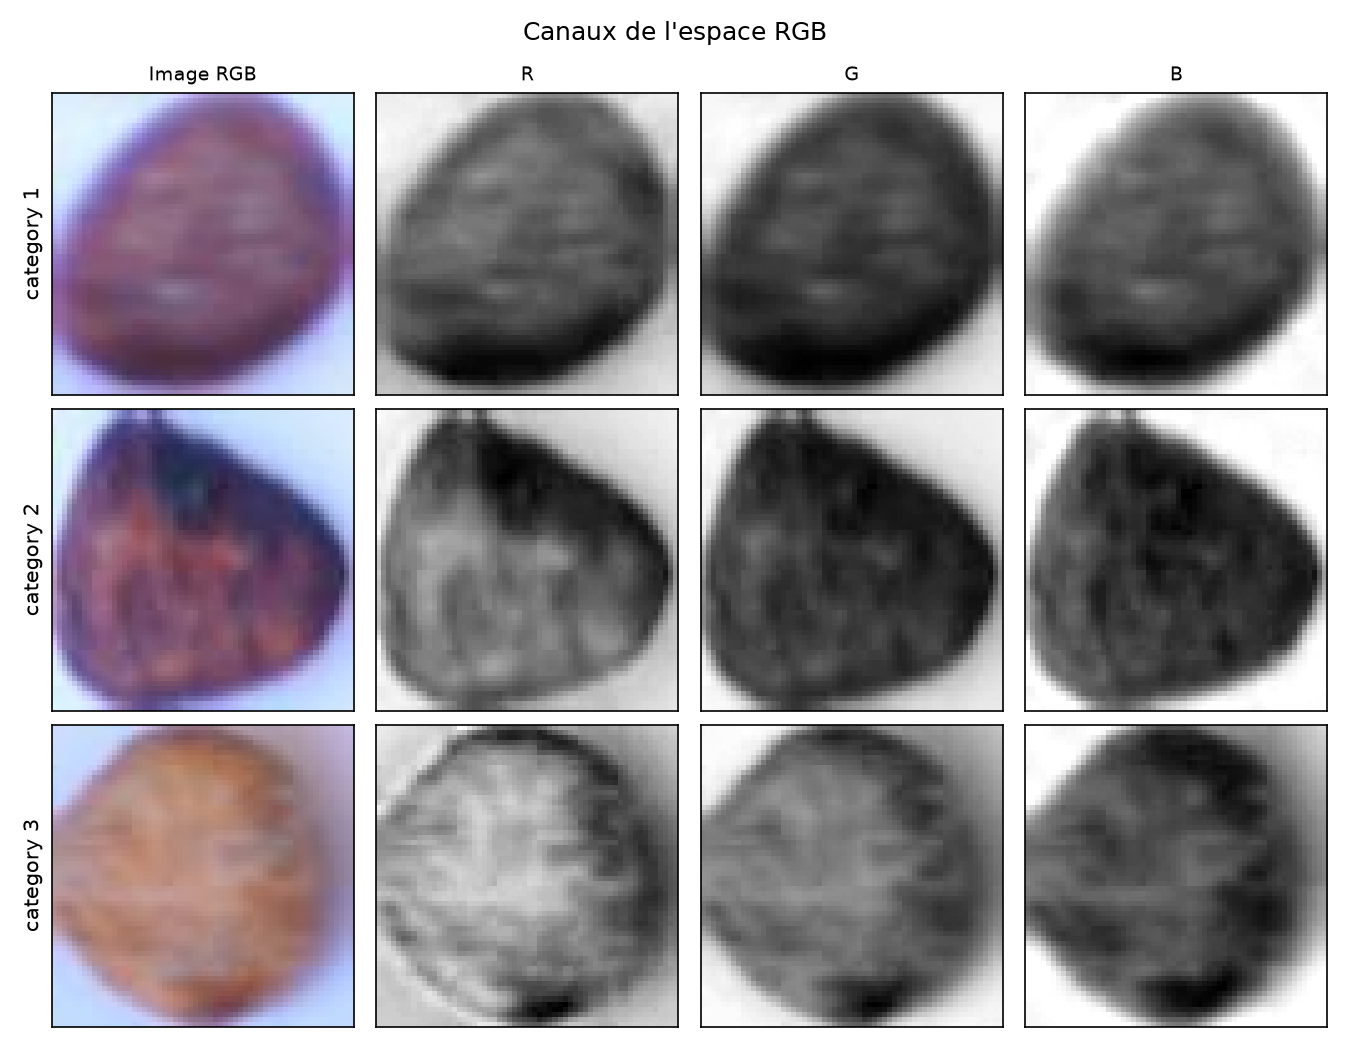 Canaux de l'espace RGB
Image RGB
R
G
B
category 1
category 2
category 3